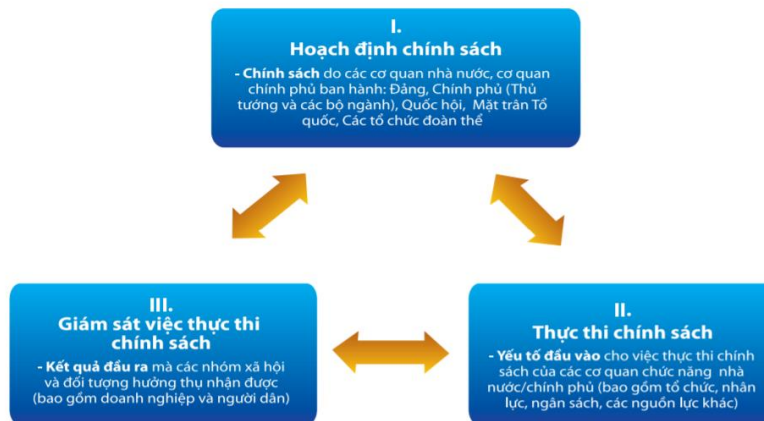 I.
Hoạch định chính sách
- Chính sách do các cơ quan nhà nước, cơ quan
chính phủ ban hành: Đảng, Chính phủ (Thủ
tướng và các bộ ngành), Quốc hội, Mặt trân Tổ
quốc, Các tổ chức đoàn thể
III.
Giám sát việc thực thi
chính sách
- Kết quả đầu ra mà các nhóm xã hội
và đối tượng hưởng thụ nhận được
(bao gồm doanh nghiệp và người dân)
II.
Thực thi chính sách
- Yếu tố đầu vào cho việc thực thi chính
sách của các cơ quan chức năng nhà
nước/chính phủ (bao gồm tổ chức, nhân
lực, ngân sách, các nguồn lực khác)